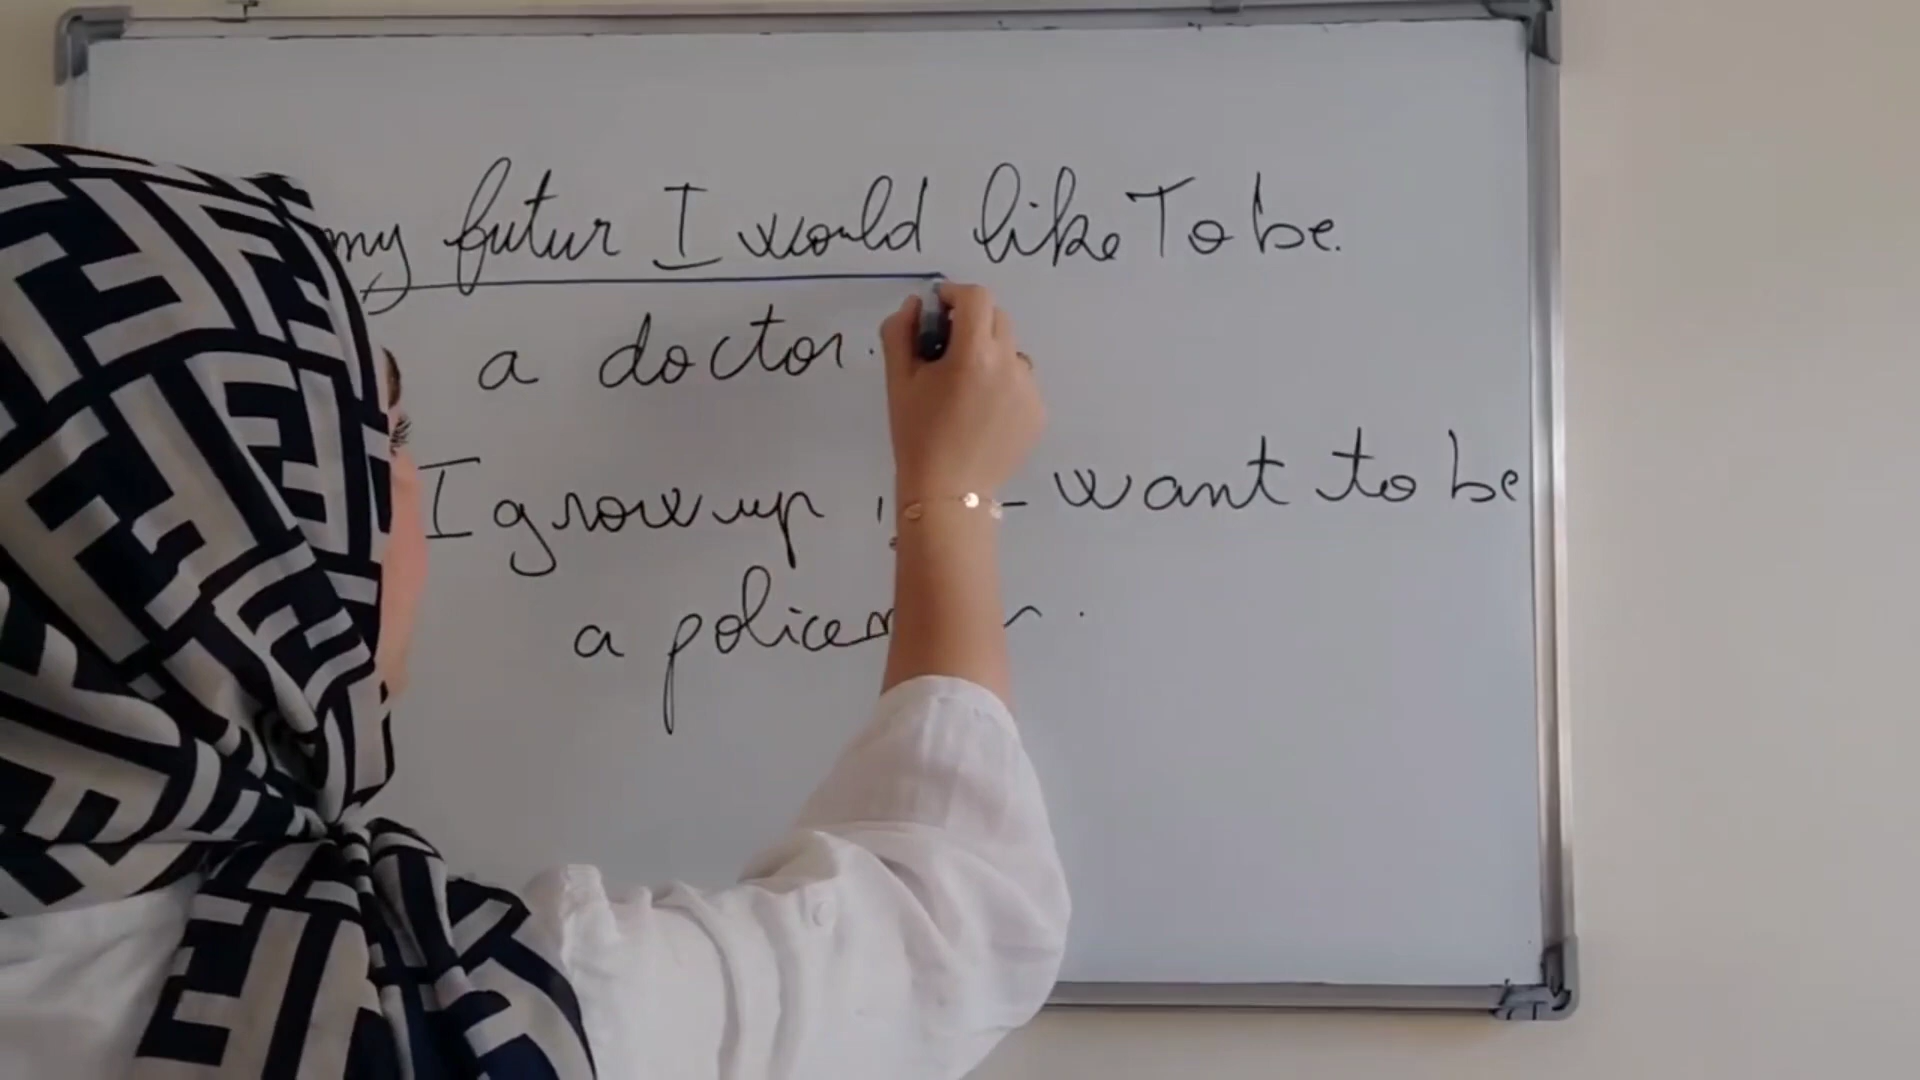 my futur I would like To be.
a doctor.
I grow up, want to be
a police